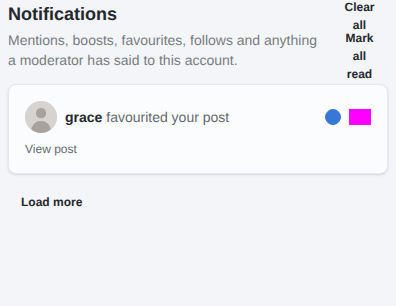 Notifications
Mentions, boosts, favourites, follows and anything
a moderator has said to this account.
Clear
all
Mark
all
read
grace favourited your post
View post
Load more